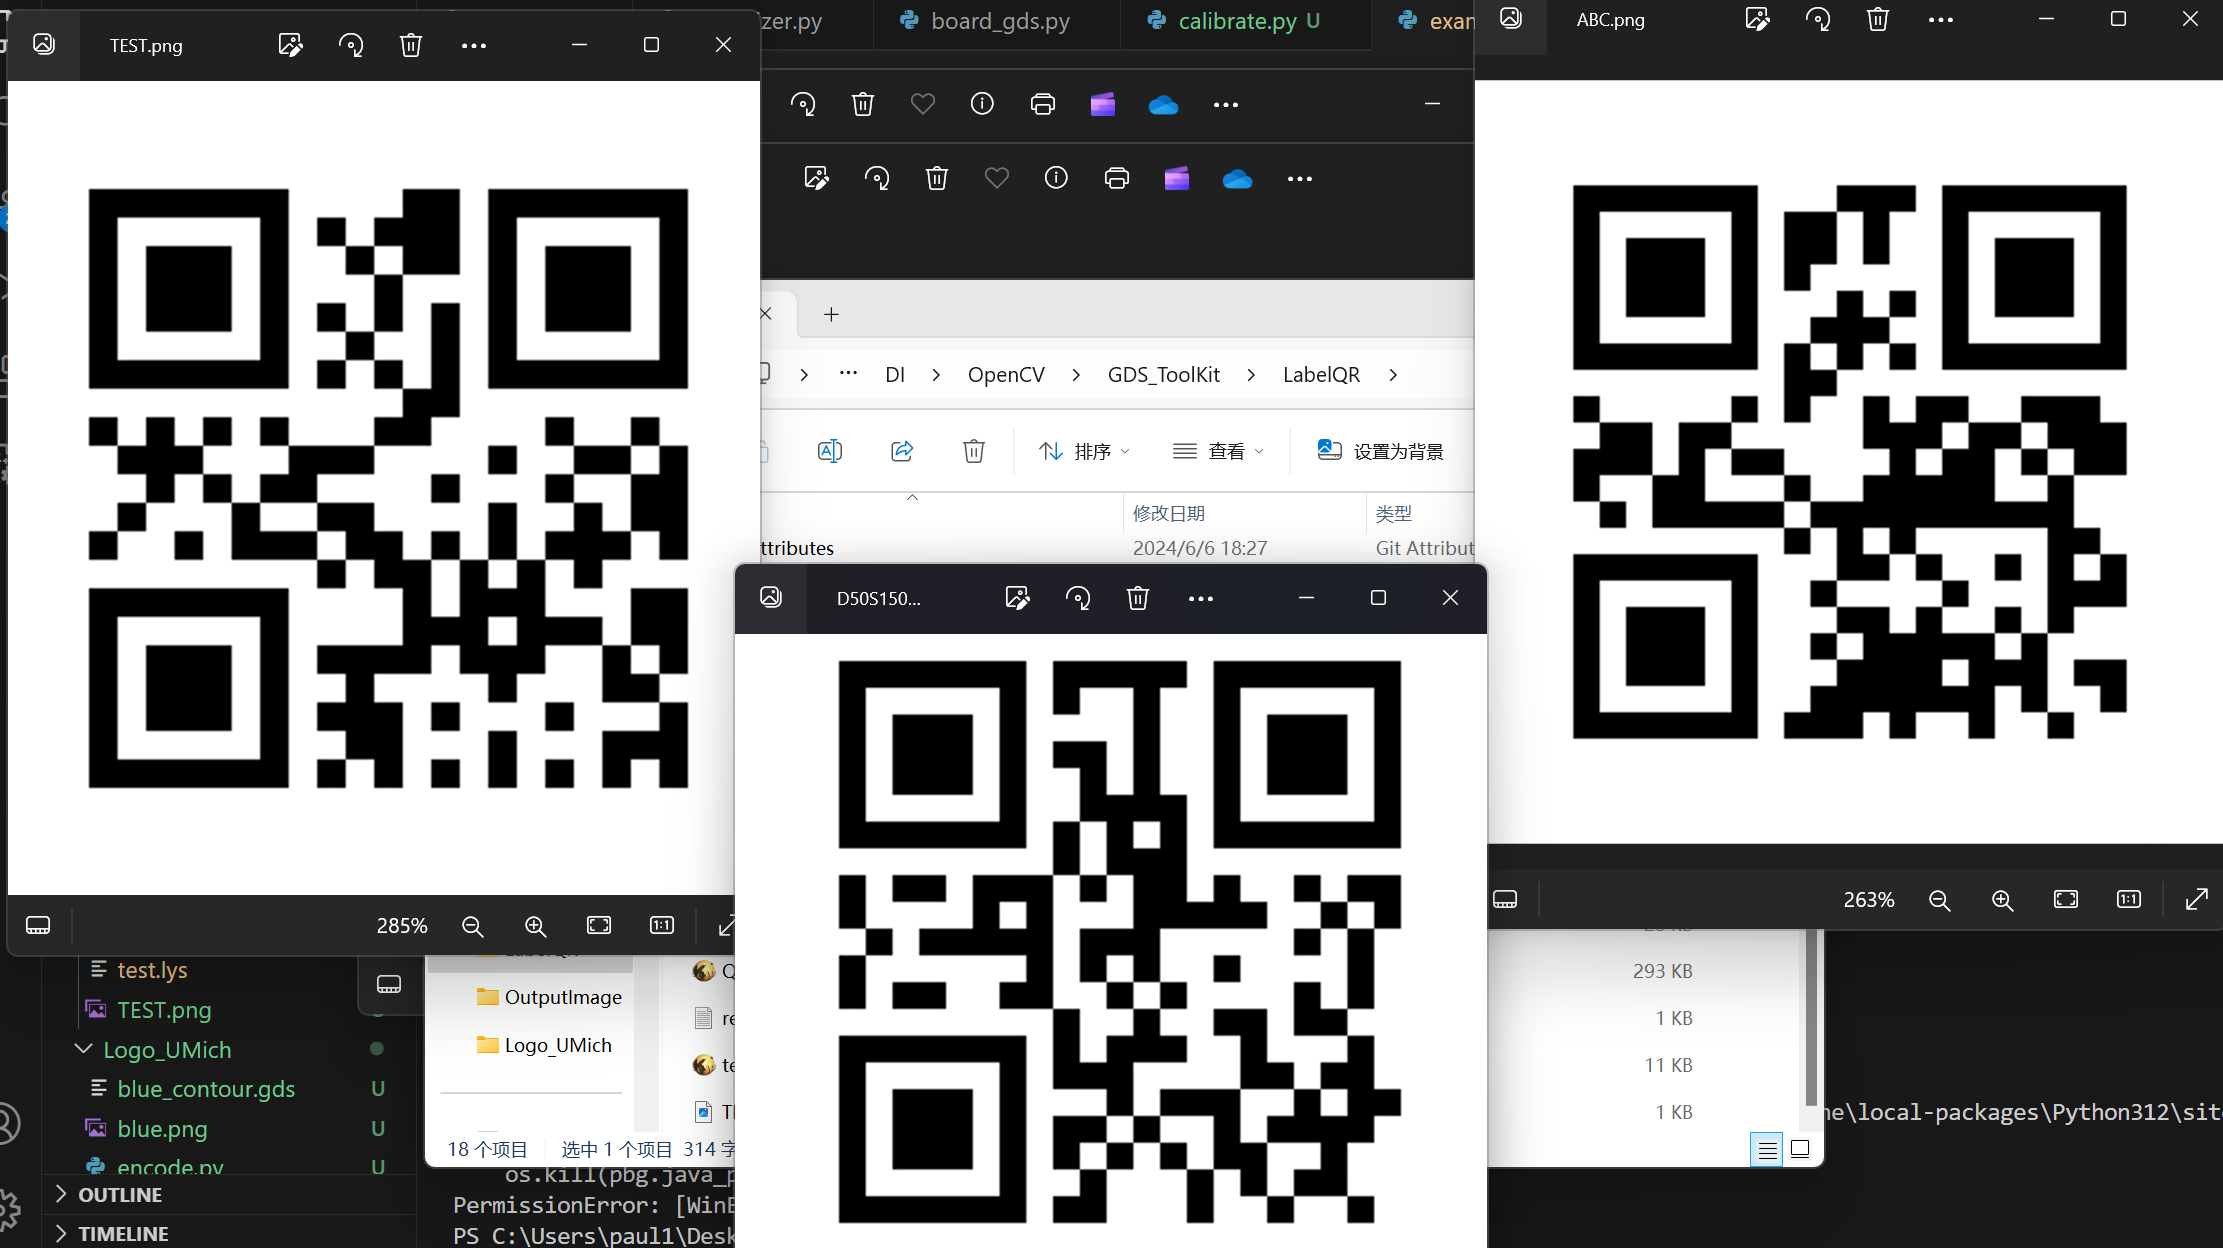 TEST.png
izer.py
board_gds.py
calibrate.py U
exam
ABC.png
DI
OpenCV
GDS_ToolKit
LabelQR
排序
查看
设置为背景
修改日期
类型
ttributes
2024/6/6 18:27
Git Attribut
D50S150...
285%
263%
test.lys
TEST.png
Logo_UMich
blue_contour.gds U
blue.png U
encode.py U
OUTLINE
TIMELINE
OutputImage
Logo_UMich
18 个项目
选中 1 个项目 314 字
293 KB
1 KB
11 KB
1 KB
ne\local-packages\Python312\sit
os.kill(pbg.java_p
PermissionError: [WinE
PS C:\Users\paul1\Desk